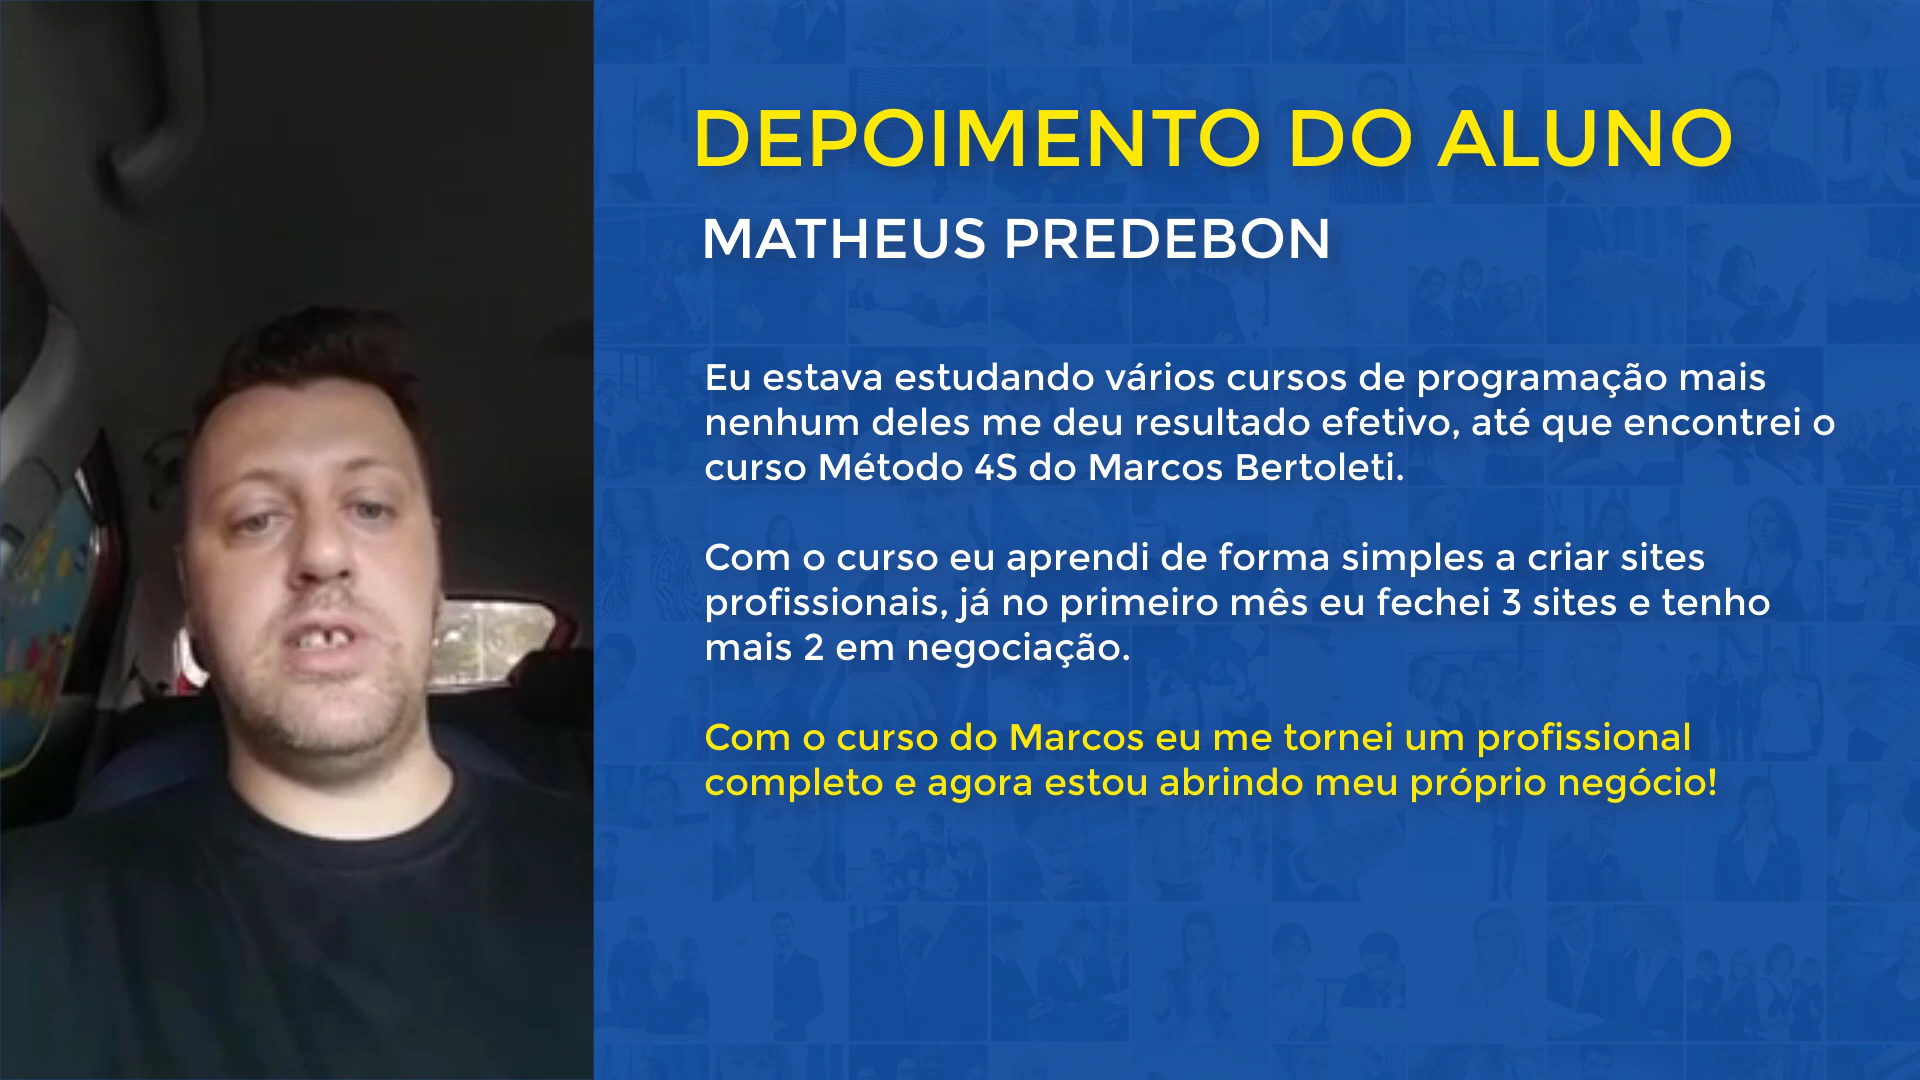 DEPOIMENTO DO ALUNO
MATHEUS PREDEBON
Eu estava estudando vários cursos de programação mais
nenhum deles me deu resultado efetivo, até que encontrei o
curso Método 4S do Marcos Bertoleti.
Com o curso eu aprendi de forma simples a criar sites
profissionais, já no primeiro mês eu fechei 3 sites e tenho
mais 2 em negociação.
Com o curso do Marcos eu me tornei um profissional
completo e agora estou abrindo meu próprio negócio!